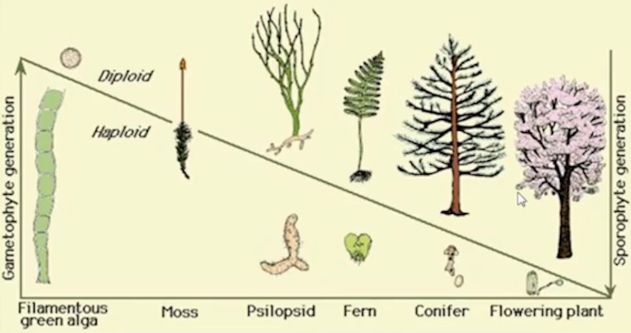 Diploid
Haploid
Gametophyte generation
Sporophyte generation
Filamentous
green alga
Moss
Psilopsid
Fern
Conifer
Flowering plant